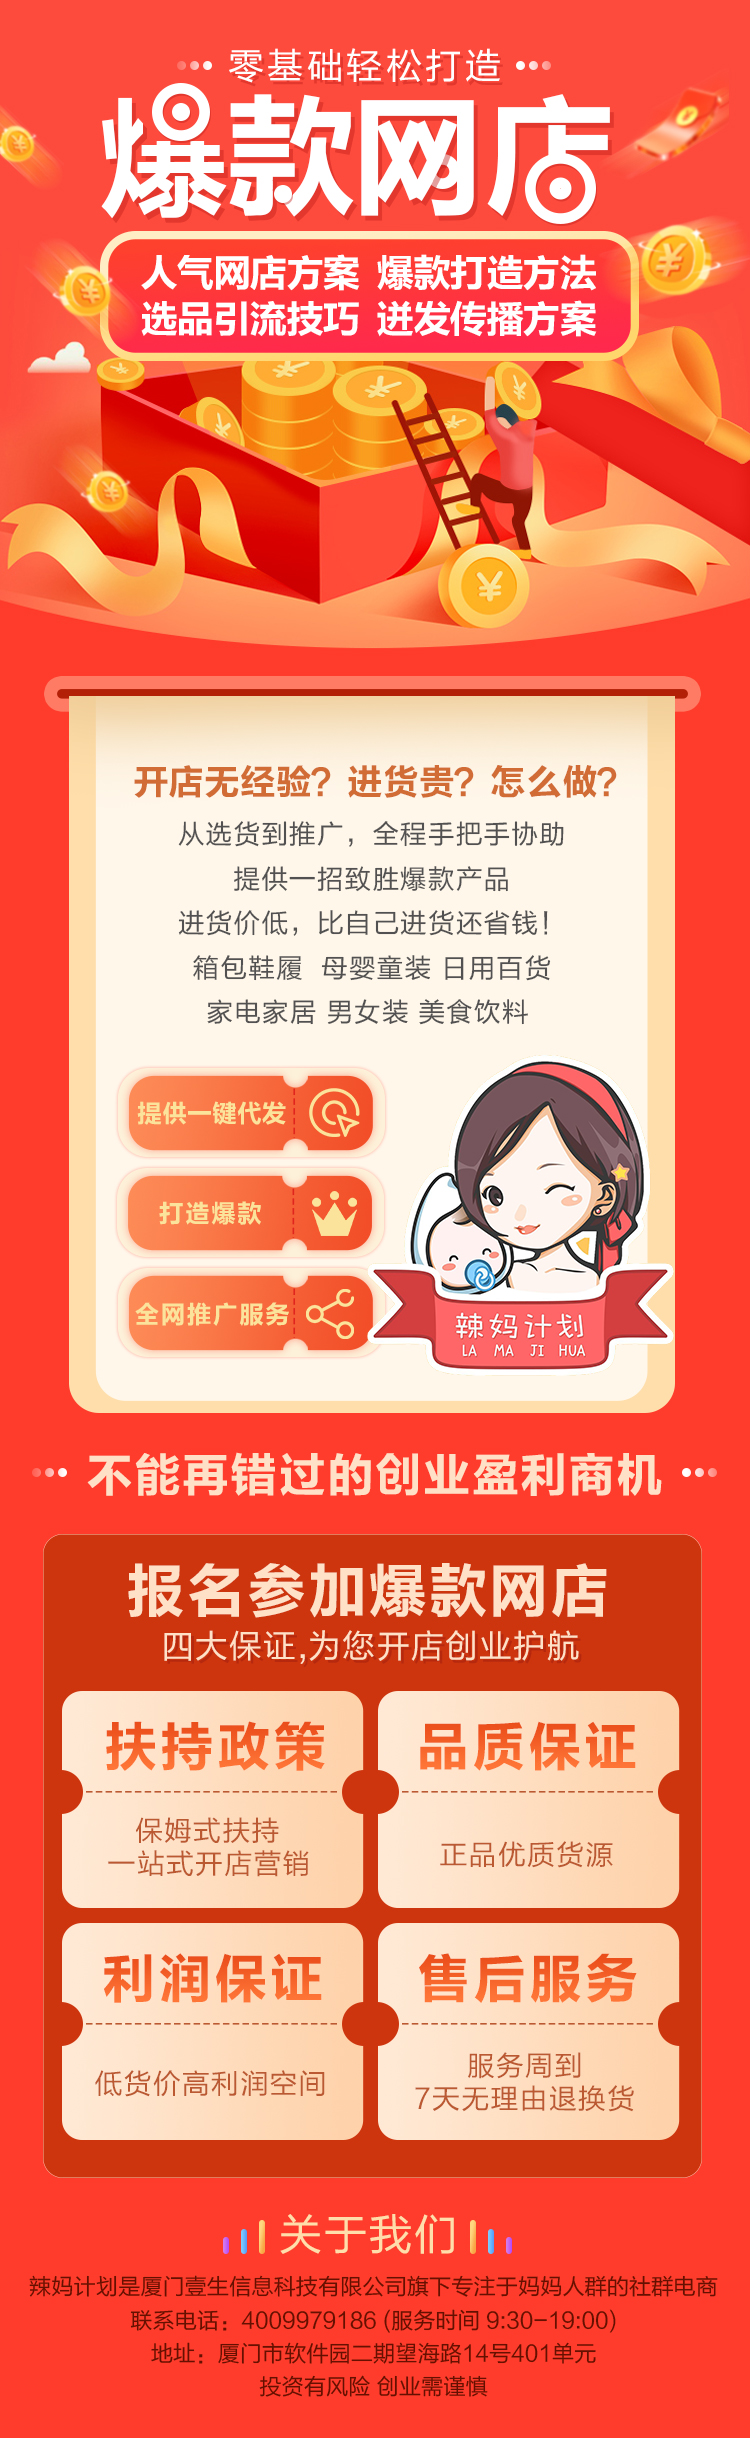 零基础轻松打造
爆款网店
人气网店方案 爆款打造方法
选品引流技巧 迸发传播方案
开店无经验？进货贵？怎么做？
从选货到推广，全程手把手协助
提供一招致胜爆款产品
进货价低，比自己进货还省钱！
箱包鞋履 母婴童装 日用百货
家电家居 男女装 美食饮料
提供一键代发
打造爆款
全网推广服务
辣妈计划
LA MA JI HUA
不能再错过的创业盈利商机
报名参加爆款网店
四大保证,为您开店创业护航
扶持政策
保姆式扶持
一站式开店营销
品质保证
正品优质货源
利润保证
低货价高利润空间
售后服务
服务周到
7天无理由退换货
关于我们
辣妈计划是厦门壹生信息科技有限公司旗下专注于妈妈人群的社群电商
联系电话：4009979186 (服务时间 9:30-19:00)
地址：厦门市软件园二期望海路14号401单元
投资有风险 创业需谨慎